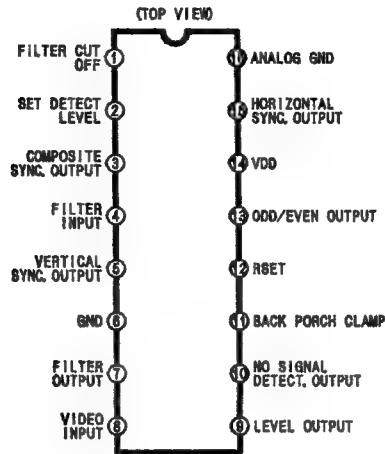 (TOP VIEW)
FILTER CUT
OFF
1
16
ANALOG GND
SET DETECT
LEVEL
2
15
HORIZONTAL
SYNC. OUTPUT
COMPOSITE
SYNC. OUTPUT
3
14
VDD
FILTER
INPUT
4
13
ODD/EVEN OUTPUT
VERTICAL
SYNC. OUTPUT
5
12
RSET
GND
6
11
BACK PORCH CLAMP
FILTER
OUTPUT
7
10
NO SIGNAL
DETECT. OUTPUT
VIDEO
INPUT
8
9
LEVEL OUTPUT